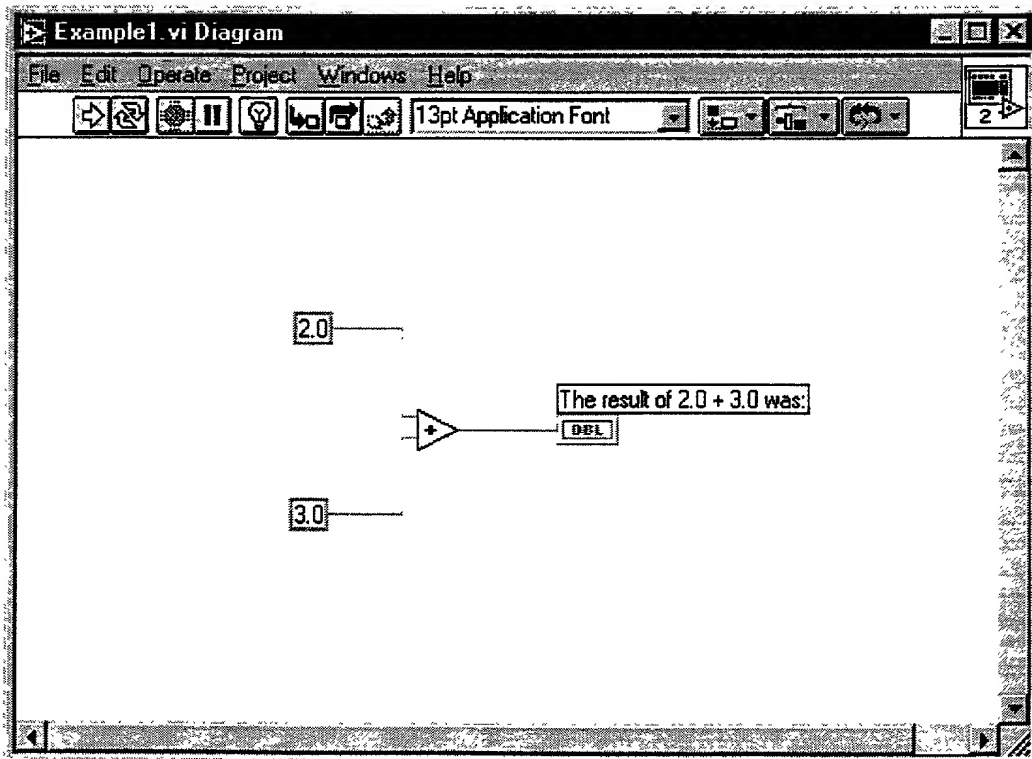 Example1.vi Diagram
File Edit Operate Project Windows Help
13pt Application Font
2
2.0
The result of 2.0 + 3.0 was:
+
DBL
3.0